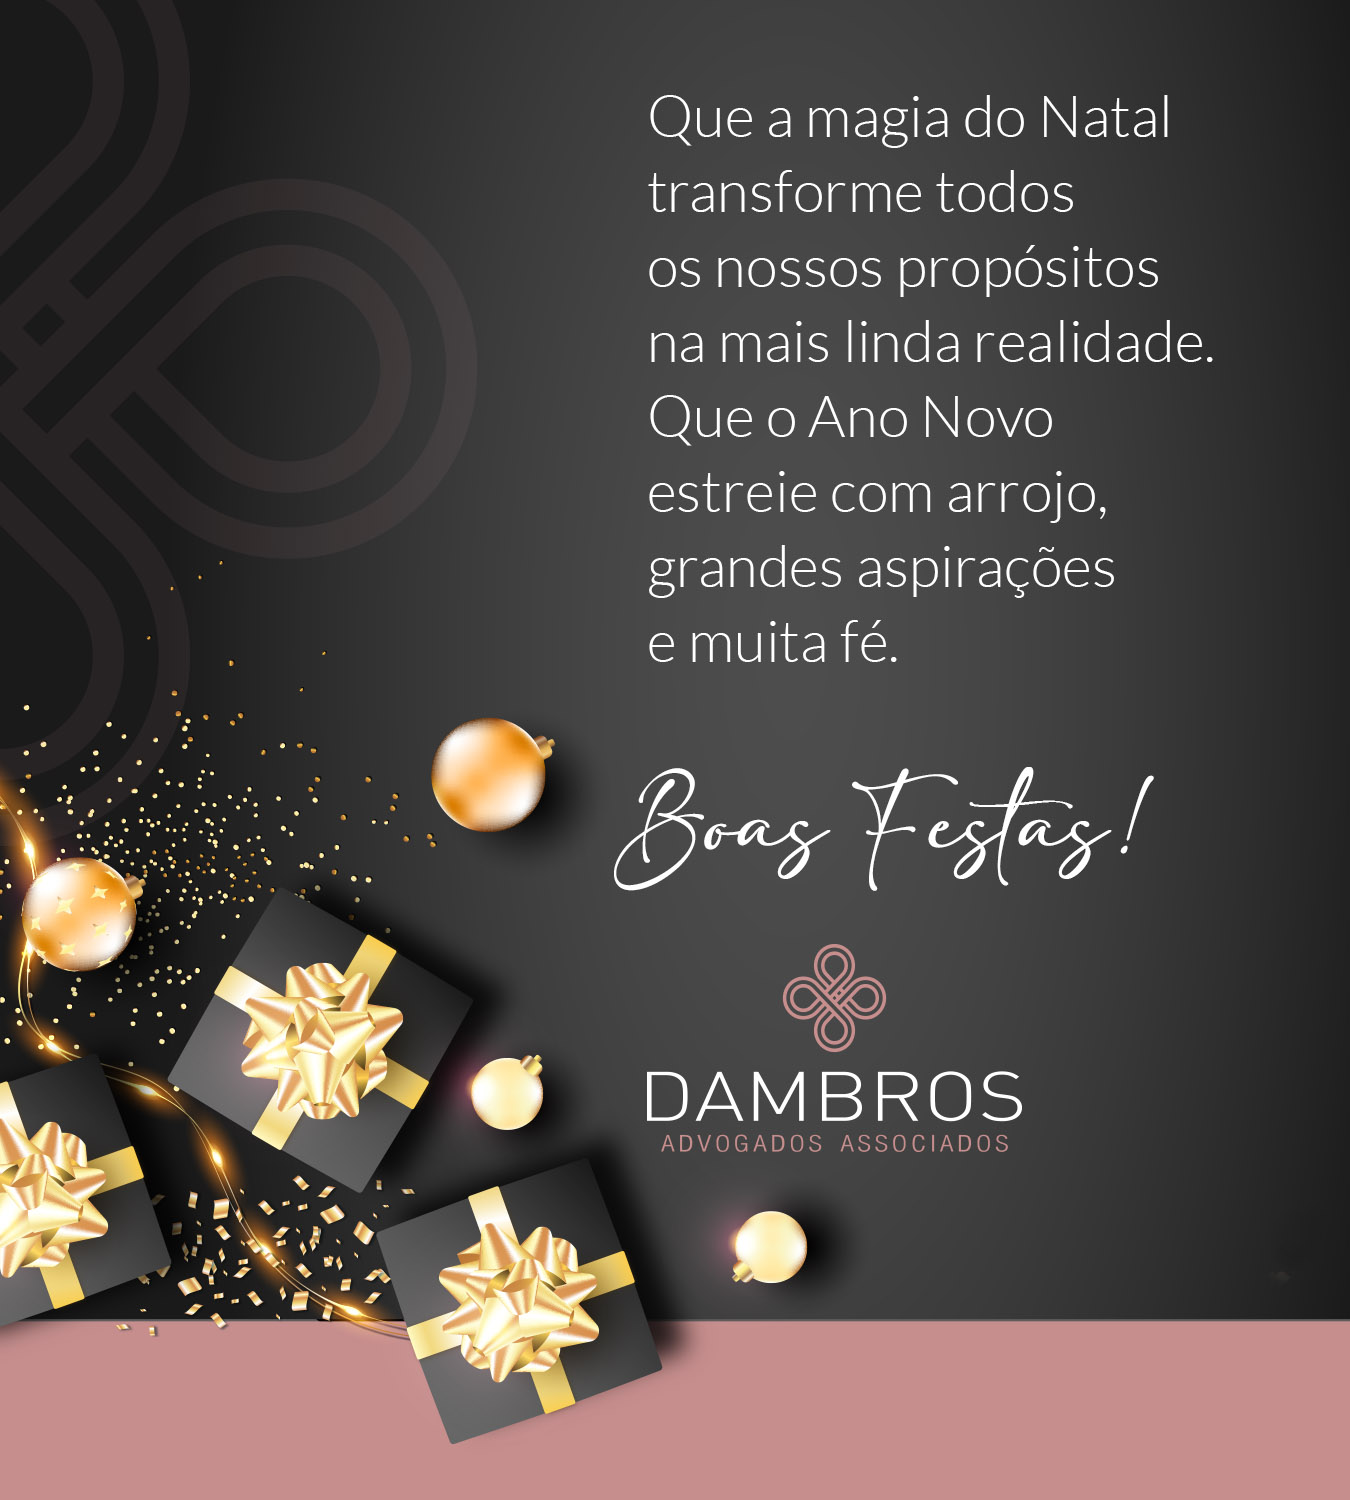 Que a magia do Natal
transforme todos
os nossos propósitos
na mais linda realidade.
Que o Ano Novo
estreie com arrojo,
grandes aspirações
e muita fé.
Boas Festas!
DAMBROS
ADVOGADOS ASSOCIADOS